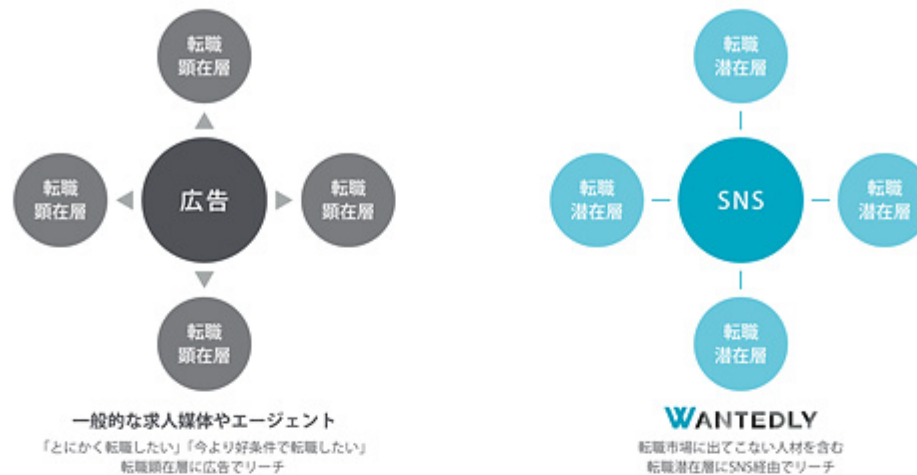 転職
顕在層
転職
顕在層
広告
転職
顕在層
転職
顕在層
一般的な求人媒体やエージェント
「とにかく転職したい」「今より好条件で転職したい」
転職顕在層に広告でリーチ
転職
潜在層
転職
潜在層
SNS
転職
潜在層
転職
潜在層
WANTEDLY
転職市場に出てこない人材を含む
転職潜在層にSNS経由でリーチ